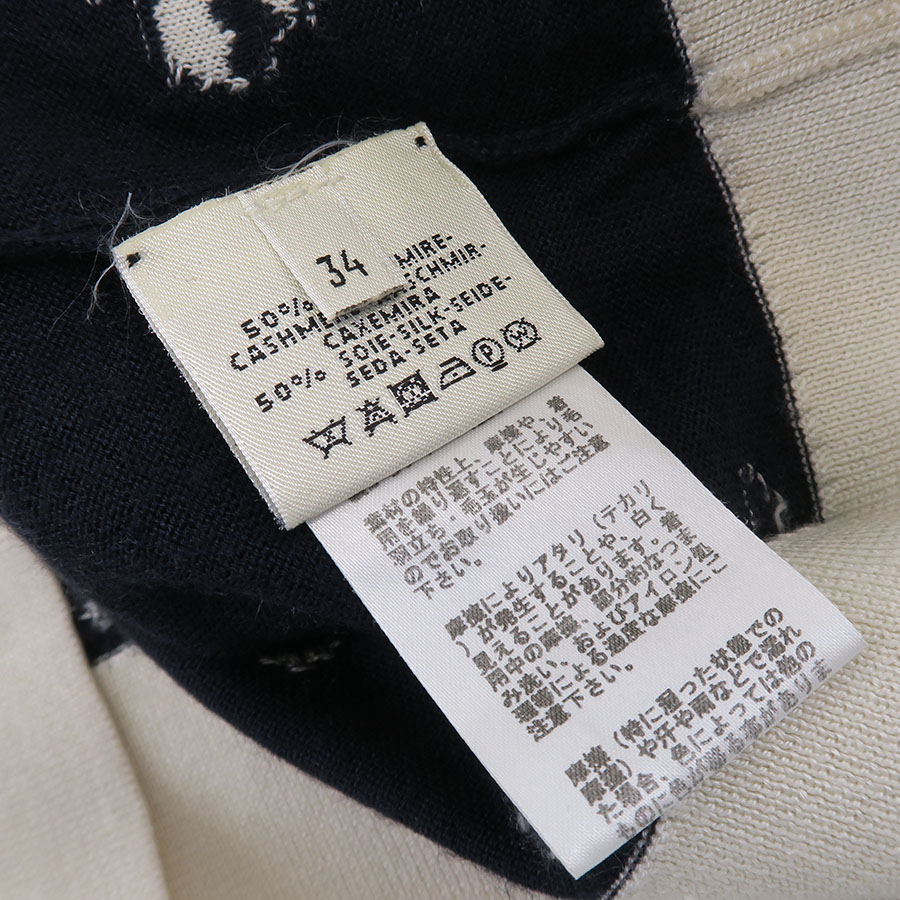 34
50% MIRE-
CASHME CASCHMIR-
CAXEMIRA
50% SOIE-SILK-SEIDE-
SEDA-SETA
素材の特性上、摩擦や、着
用を繰り返すことにより毛
羽立ち・毛玉が生じやすい
のでお取り扱いにはご注意
下さい。
摩擦によりアタリ(テカリ
)が発生することや、白く
見えることがあります。着
用中の摩擦、部分的なつま
み洗い、およびアイロン処
理等による過度な摩擦にご
注意下さい。
摩擦(特に湿った状態での
)や汗や雨などで濡れ
た場合、色によっては他の
ものに